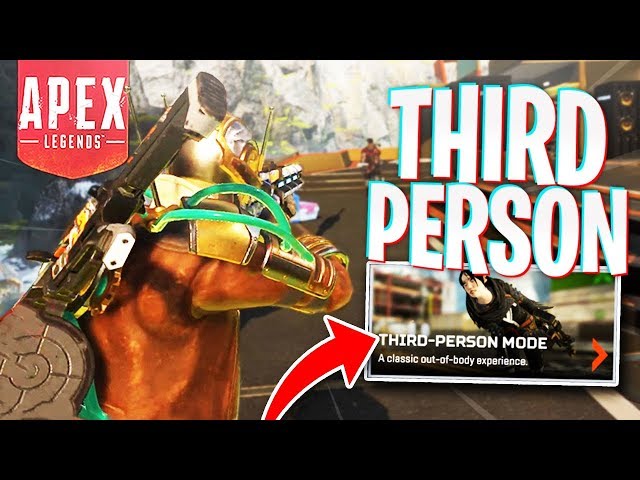 APEX
LEGENDS
THIRD
PERSON
THIRD-PERSON MODE
A classic out-of-body experience.